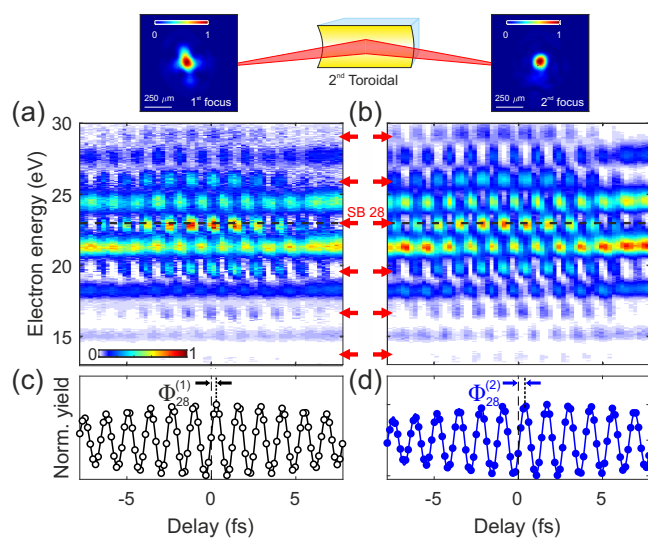 0 1
0 1
250 μm 1st focus
2nd Toroidal
250 μm 2nd focus
(a)
(b)
30
25
20
15
Electron energy (eV)
SB 28
0 1
(c)
(d)
Φ28(1)
Φ28(2)
Norm. yield
-5 0 5
-5 0 5
Delay (fs)
Delay (fs)